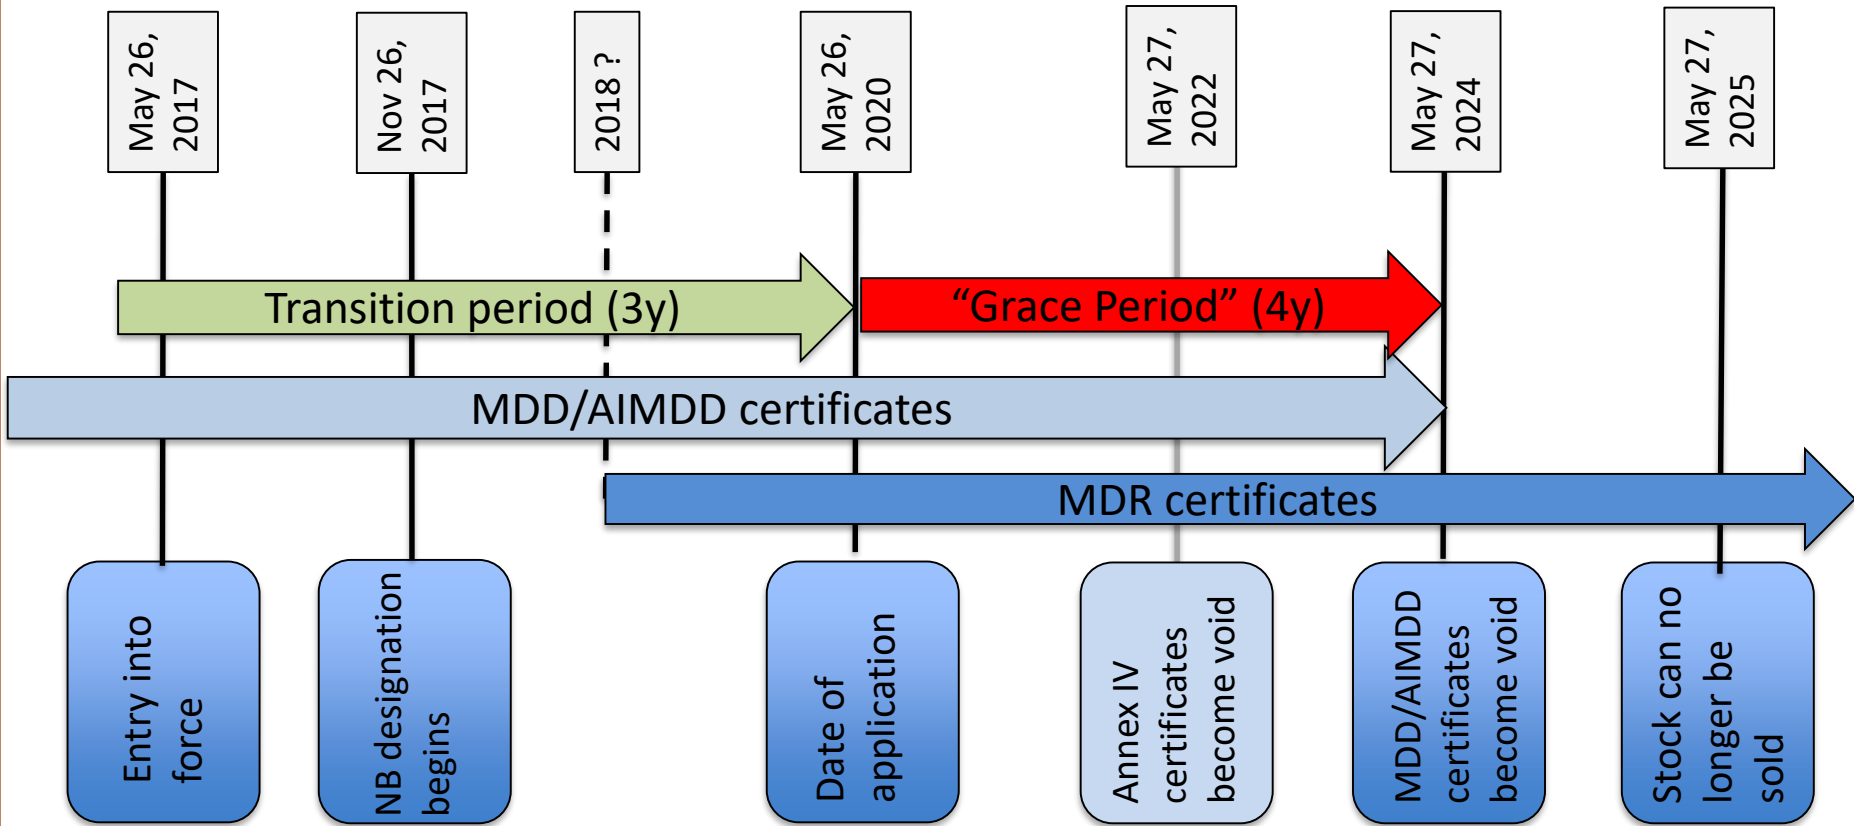 May 26,
2017
Nov 26,
2017
2018 ?
May 26,
2020
May 27,
2022
May 27,
2024
May 27,
2025
Transition period (3y)
“Grace Period” (4y)
MDD/AIMDD certificates
MDR certificates
Entry into
force
NB designation
begins
Date of
application
Annex IV
certificates
become void
MDD/AIMDD
certificates
become void
Stock can no
longer be
sold